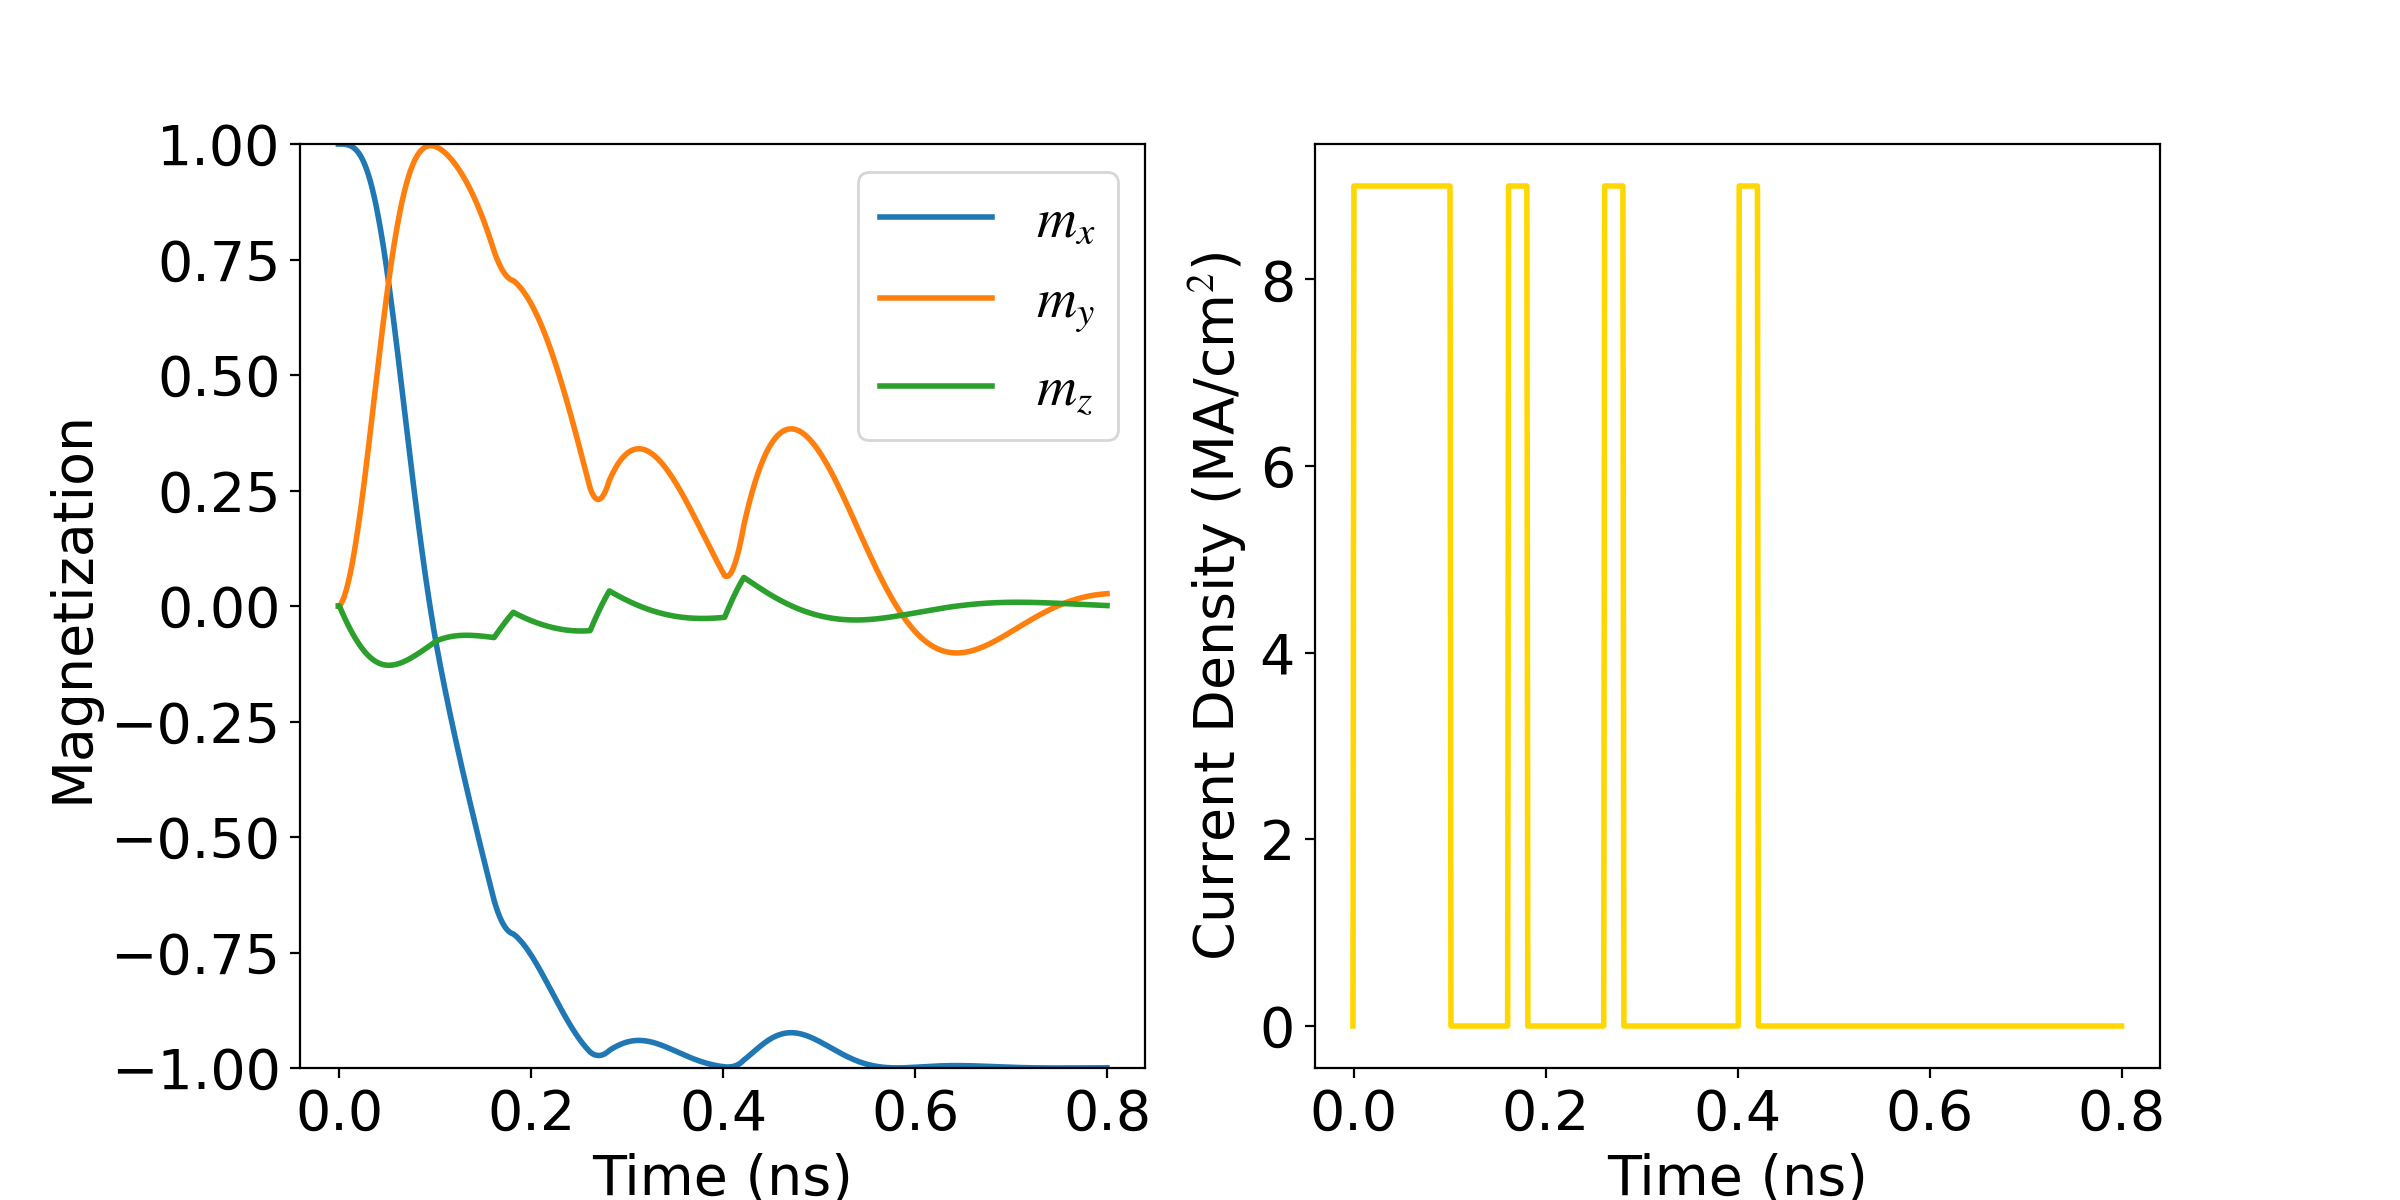 Magnetization
1.00
0.75
0.50
0.25
0.00
−0.25
−0.50
−0.75
−1.00
0.0 0.2 0.4 0.6 0.8
Time (ns)
m_x
m_y
m_z
Current Density (MA/cm²)
8
6
4
2
0
0.0 0.2 0.4 0.6 0.8
Time (ns)